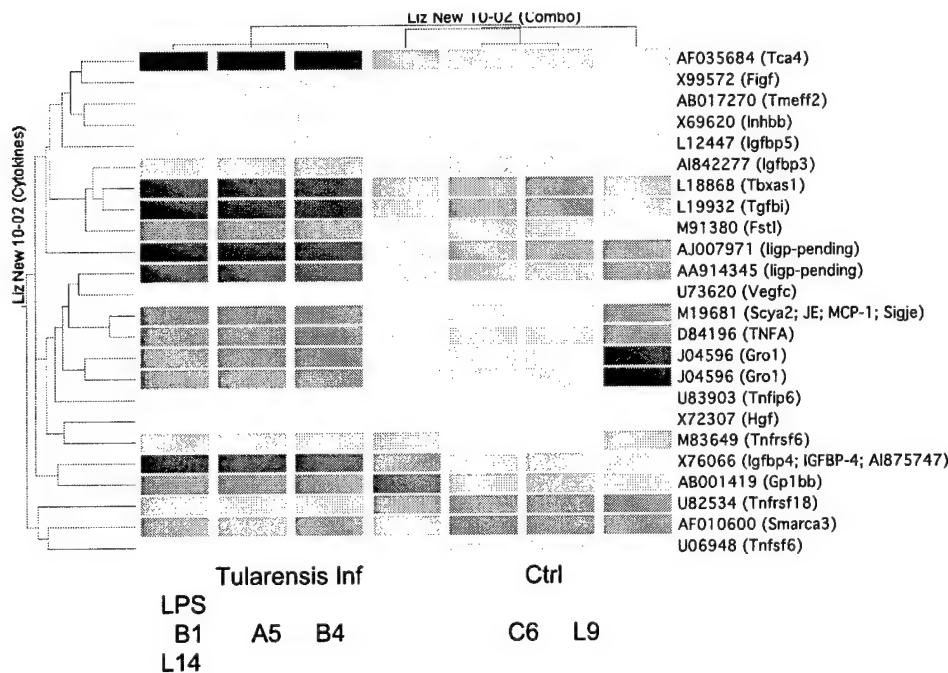 Liz New 10-02 (Combo)
Liz New 10-02 (Cytokines)
AF035684 (Tca4)
X99572 (Figf)
AB017270 (Tmeff2)
X69620 (Inhbb)
L12447 (Igfbp5)
AI842277 (Igfbp3)
L18868 (Tbxas1)
L19932 (Tgfbi)
M91380 (Fstl)
AJ007971 (Iigp-pending)
AA914345 (Iigp-pending)
U73620 (Vegfc)
M19681 (Scya2; JE; MCP-1; Sigje)
D84196 (TNFA)
J04596 (Gro1)
J04596 (Gro1)
U83903 (Tnfip6)
X72307 (Hgf)
M83649 (Tnfrsf6)
X76066 (Igfbp4; IGFBP-4; AI875747)
AB001419 (Gp1bb)
U82534 (Tnfrsf18)
AF010600 (Smarca3)
U06948 (Tnfsf6)
Tularensis Inf Ctrl
LPS
B1 A5 B4 C6 L9
L14